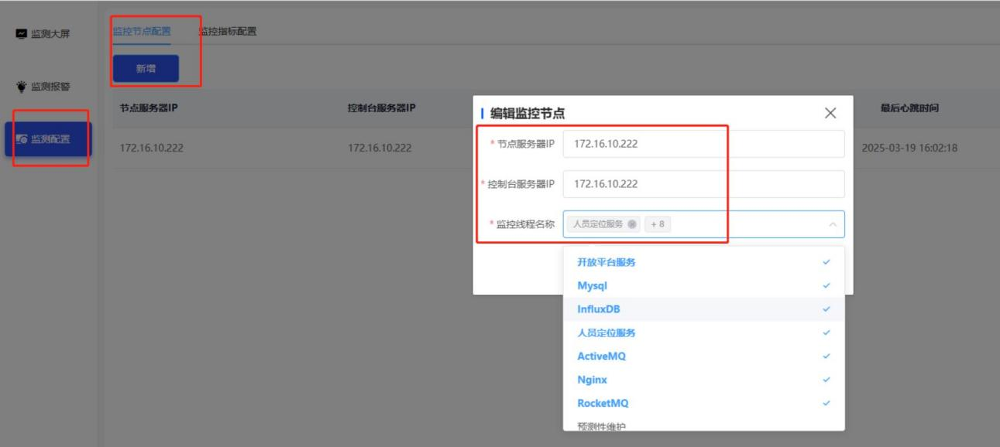 监测大屏
监测报警
监测配置
监控节点配置 监控指标配置
新增
节点服务器IP 控制台服务器IP 最后心跳时间
172.16.10.222 172.16.10.222 2025-03-19 16:02:18
编辑监控节点
* 节点服务器IP 172.16.10.222
* 控制台服务器IP 172.16.10.222
* 监控线程名称 人员定位服务 + 8
开放平台服务
Mysql
InfluxDB
人员定位服务
ActiveMQ
Nginx
RocketMQ
预测性维护